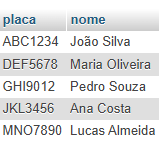 placa nome
ABC1234 João Silva
DEF5678 Maria Oliveira
GHI9012 Pedro Souza
JKL3456 Ana Costa
MNO7890 Lucas Almeida